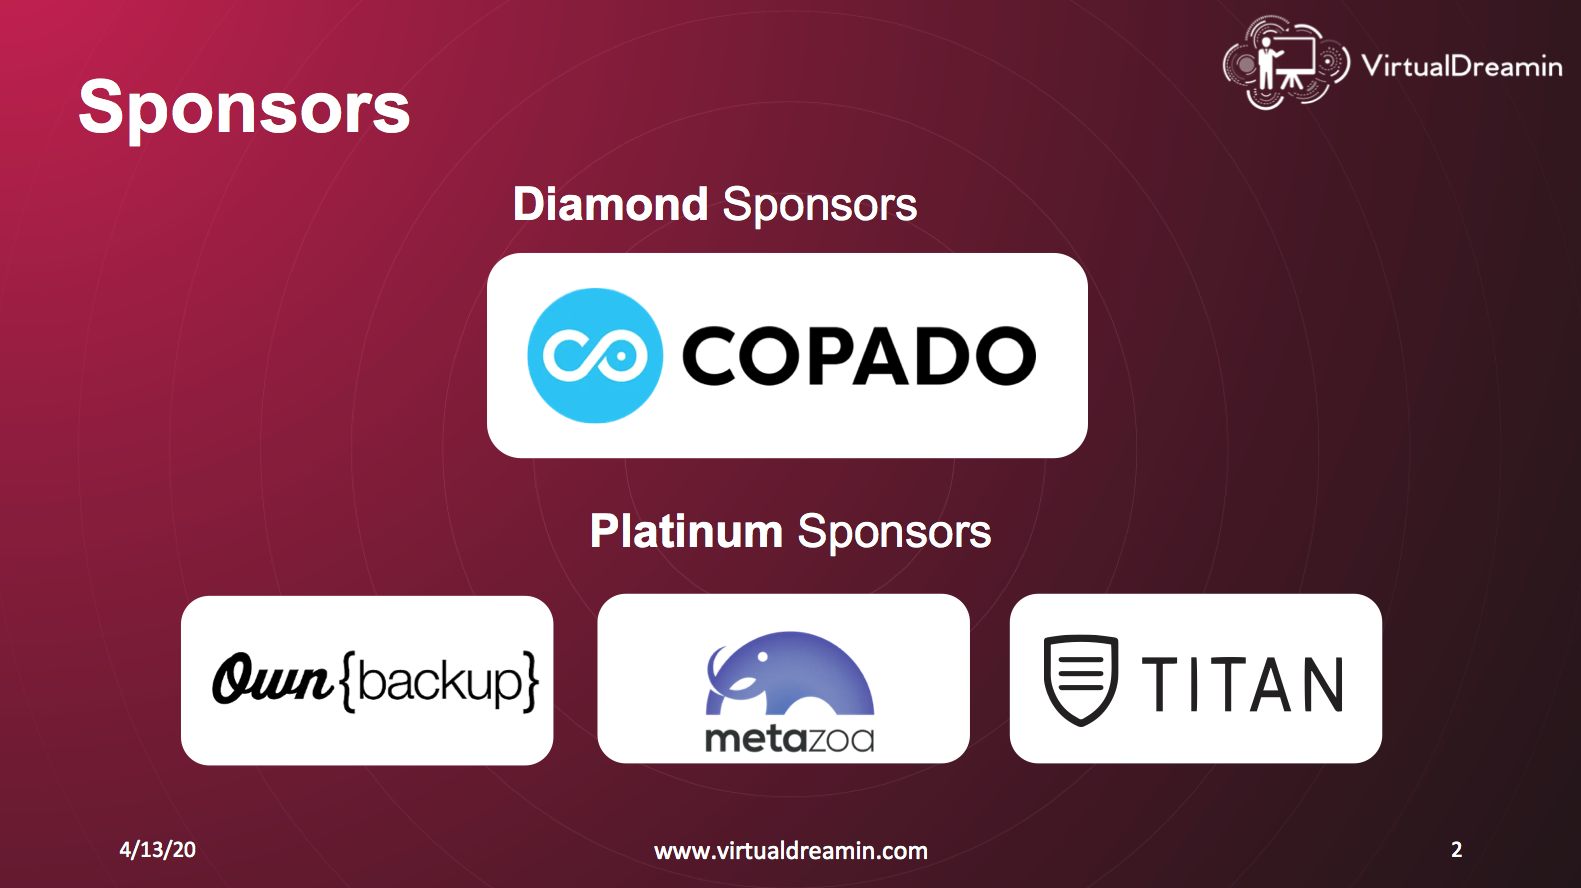 VirtualDreamin
Sponsors
Diamond Sponsors
COPADO
Platinum Sponsors
Own{backup}
metazoa
TITAN
4/13/20
www.virtualdreamin.com
2